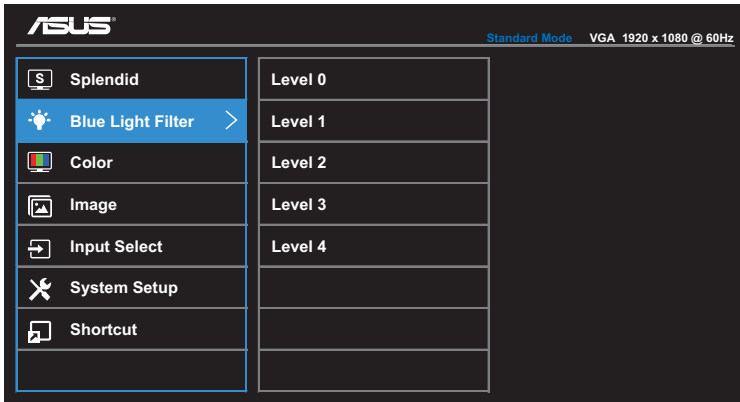 ASUS
Standard Mode VGA 1920 x 1080 @ 60Hz
S Splendid
Blue Light Filter >
Color
Image
Input Select
System Setup
Shortcut
Level 0
Level 1
Level 2
Level 3
Level 4